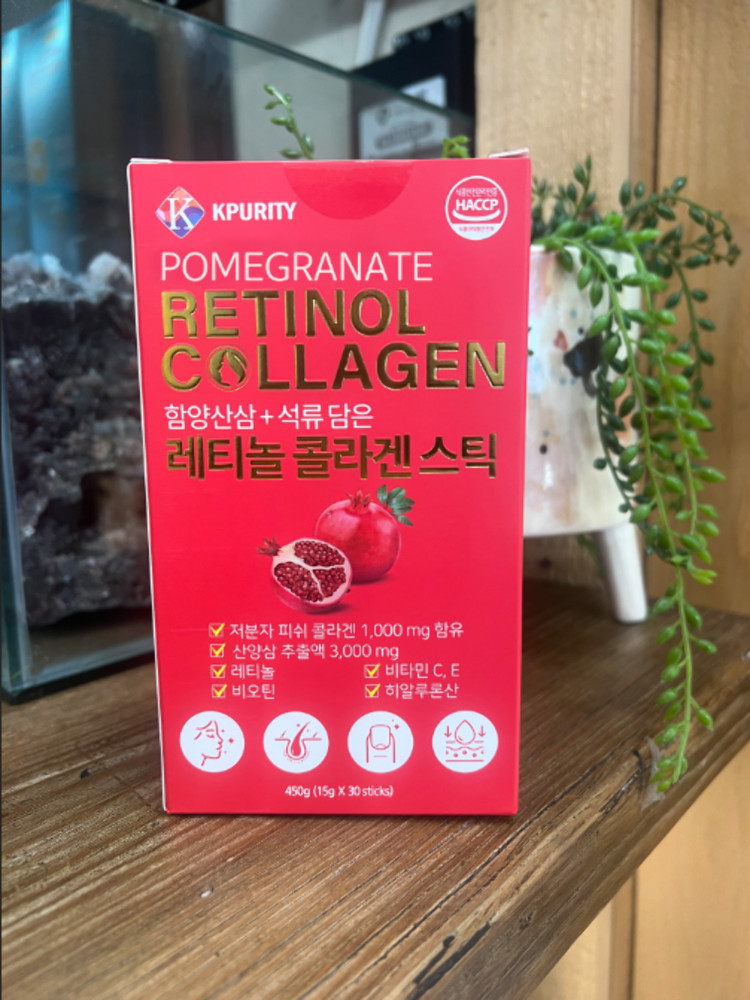 KPURITY
HACCP
POMEGRANATE
RETINOL
COLLAGEN
함양산삼 + 석류 담은
레티놀 콜라겐 스틱
저분자 피쉬 콜라겐 1,000 mg 함유
산양삼 추출액 3,000 mg
레티놀
비타민 C, E
비오틴
히알루론산
450g (15g X 30 sticks)